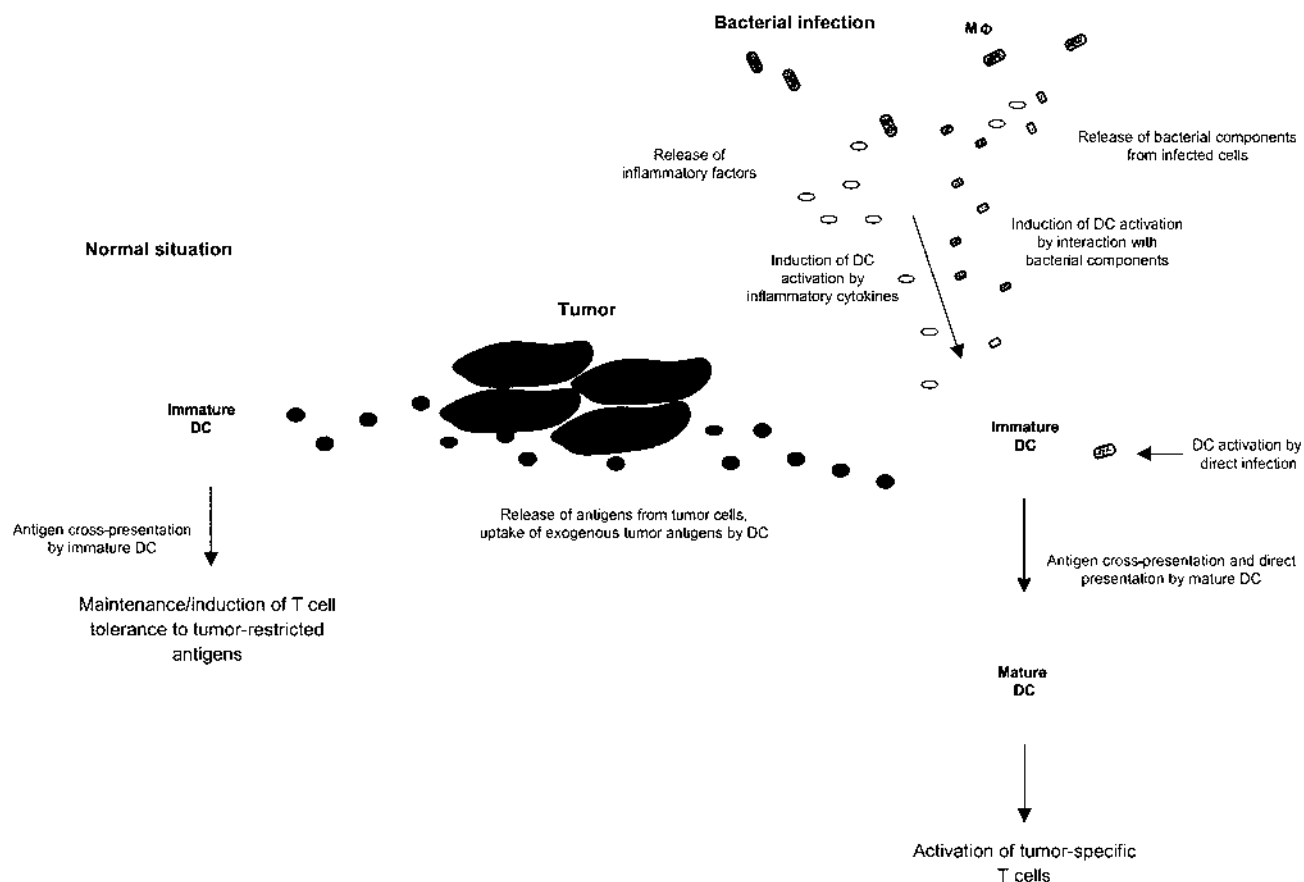 Bacterial infection
MΦ
Release of
inflammatory factors
Release of bacterial components
from infected cells
Normal situation
Induction of DC
activation by
inflammatory cytokines
Induction of DC activation
by interaction with
bacterial components
Tumor
Immature
DC
Immature
DC
DC activation by
direct infection
Release of antigens from tumor cells,
uptake of exogenous tumor antigens by DC
Antigen cross-presentation
by immature DC
Antigen cross-presentation and direct
presentation by mature DC
Maintenance/induction of T cell
tolerance to tumor-restricted
antigens
Mature
DC
Activation of tumor-specific
T cells